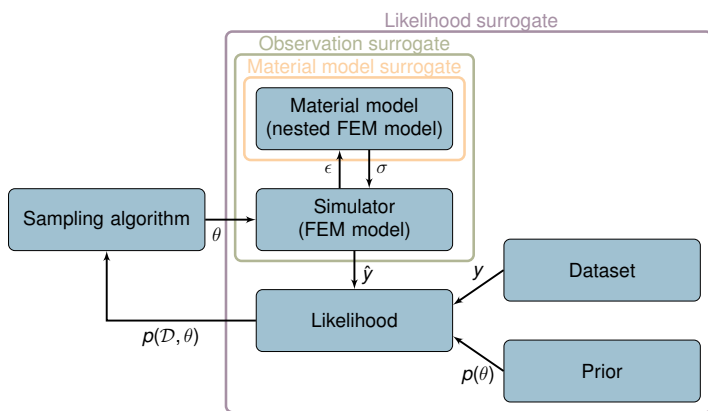 Likelihood surrogate
Observation surrogate
Material model surrogate
Material model
(nested FEM model)
ϵ
σ
Sampling algorithm
θ
Simulator
(FEM model)
ŷ
y
Dataset
Likelihood
p(𝒟, θ)
p(θ)
Prior